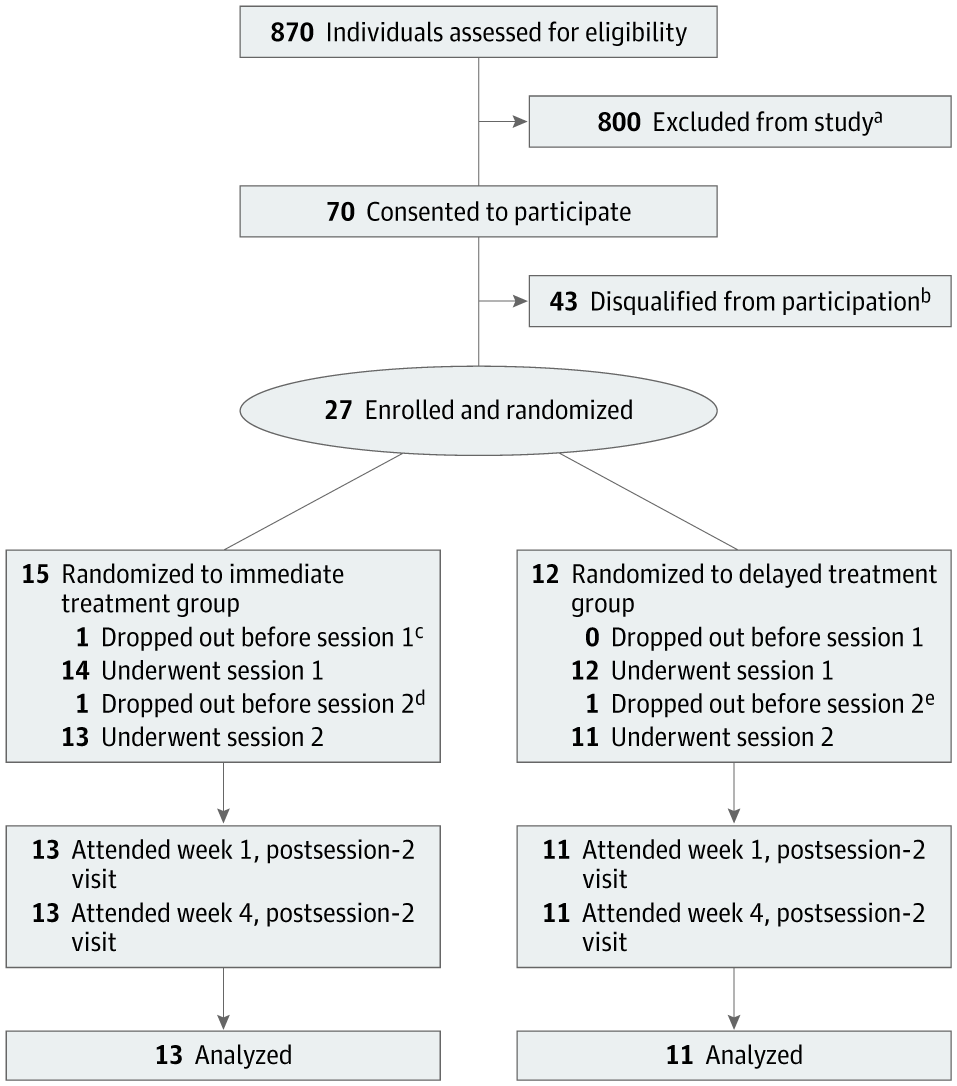 870 Individuals assessed for eligibility
800 Excluded from studyᵃ
70 Consented to participate
43 Disqualified from participationᵇ
27 Enrolled and randomized
15 Randomized to immediate
treatment group
1 Dropped out before session 1ᶜ
14 Underwent session 1
1 Dropped out before session 2ᵈ
13 Underwent session 2
12 Randomized to delayed treatment
group
0 Dropped out before session 1
12 Underwent session 1
1 Dropped out before session 2ᵉ
11 Underwent session 2
13 Attended week 1, postsession-2
visit
13 Attended week 4, postsession-2
visit
11 Attended week 1, postsession-2
visit
11 Attended week 4, postsession-2
visit
13 Analyzed
11 Analyzed